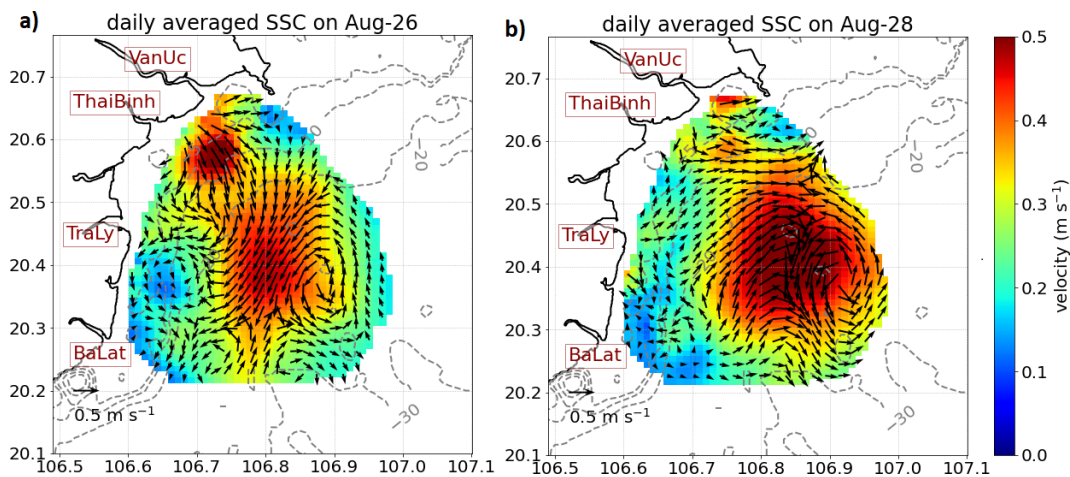 a)
daily averaged SSC on Aug-26
20.7
20.6
20.5
20.4
20.3
20.2
20.1
106.5
106.6
106.7
106.8
106.9
107.0
107.1
VanUc
ThaiBinh
TraLy
BaLat
0.5 m s⁻¹
−20
−30
b)
daily averaged SSC on Aug-28
20.7
20.6
20.5
20.4
20.3
20.2
20.1
106.5
106.6
106.7
106.8
106.9
107.0
107.1
VanUc
ThaiBinh
TraLy
BaLat
0.5 m s⁻¹
−20
−30
0.5
0.4
0.3
0.2
0.1
0.0
velocity (m s⁻¹)